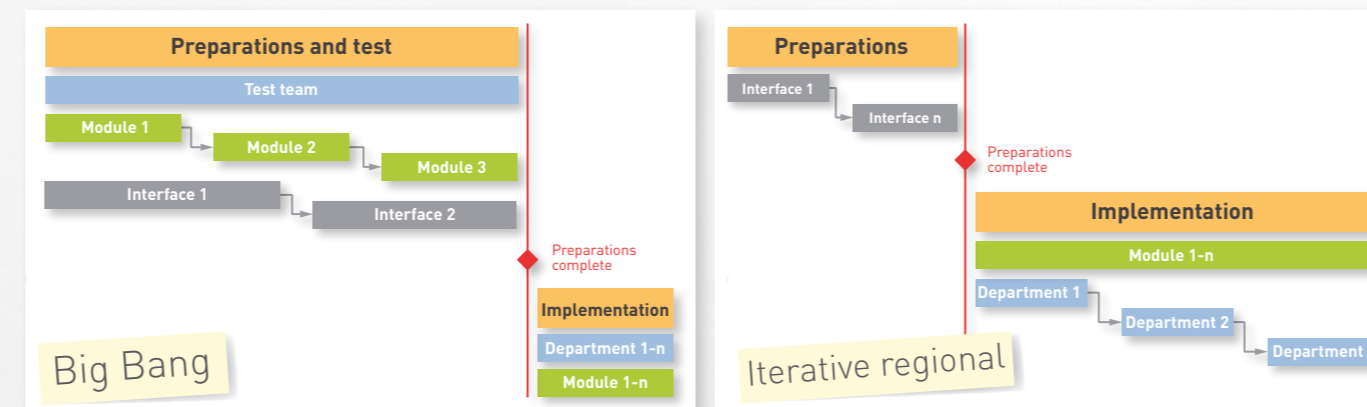 Preparations and test
Test team
Module 1
Module 2
Module 3
Interface 1
Interface 2
Preparations
complete
Implementation
Department 1-n
Module 1-n
Big Bang
Preparations
Interface 1
Interface n
Preparations
complete
Implementation
Module 1-n
Department 1
Department 2
Department
Iterative regional